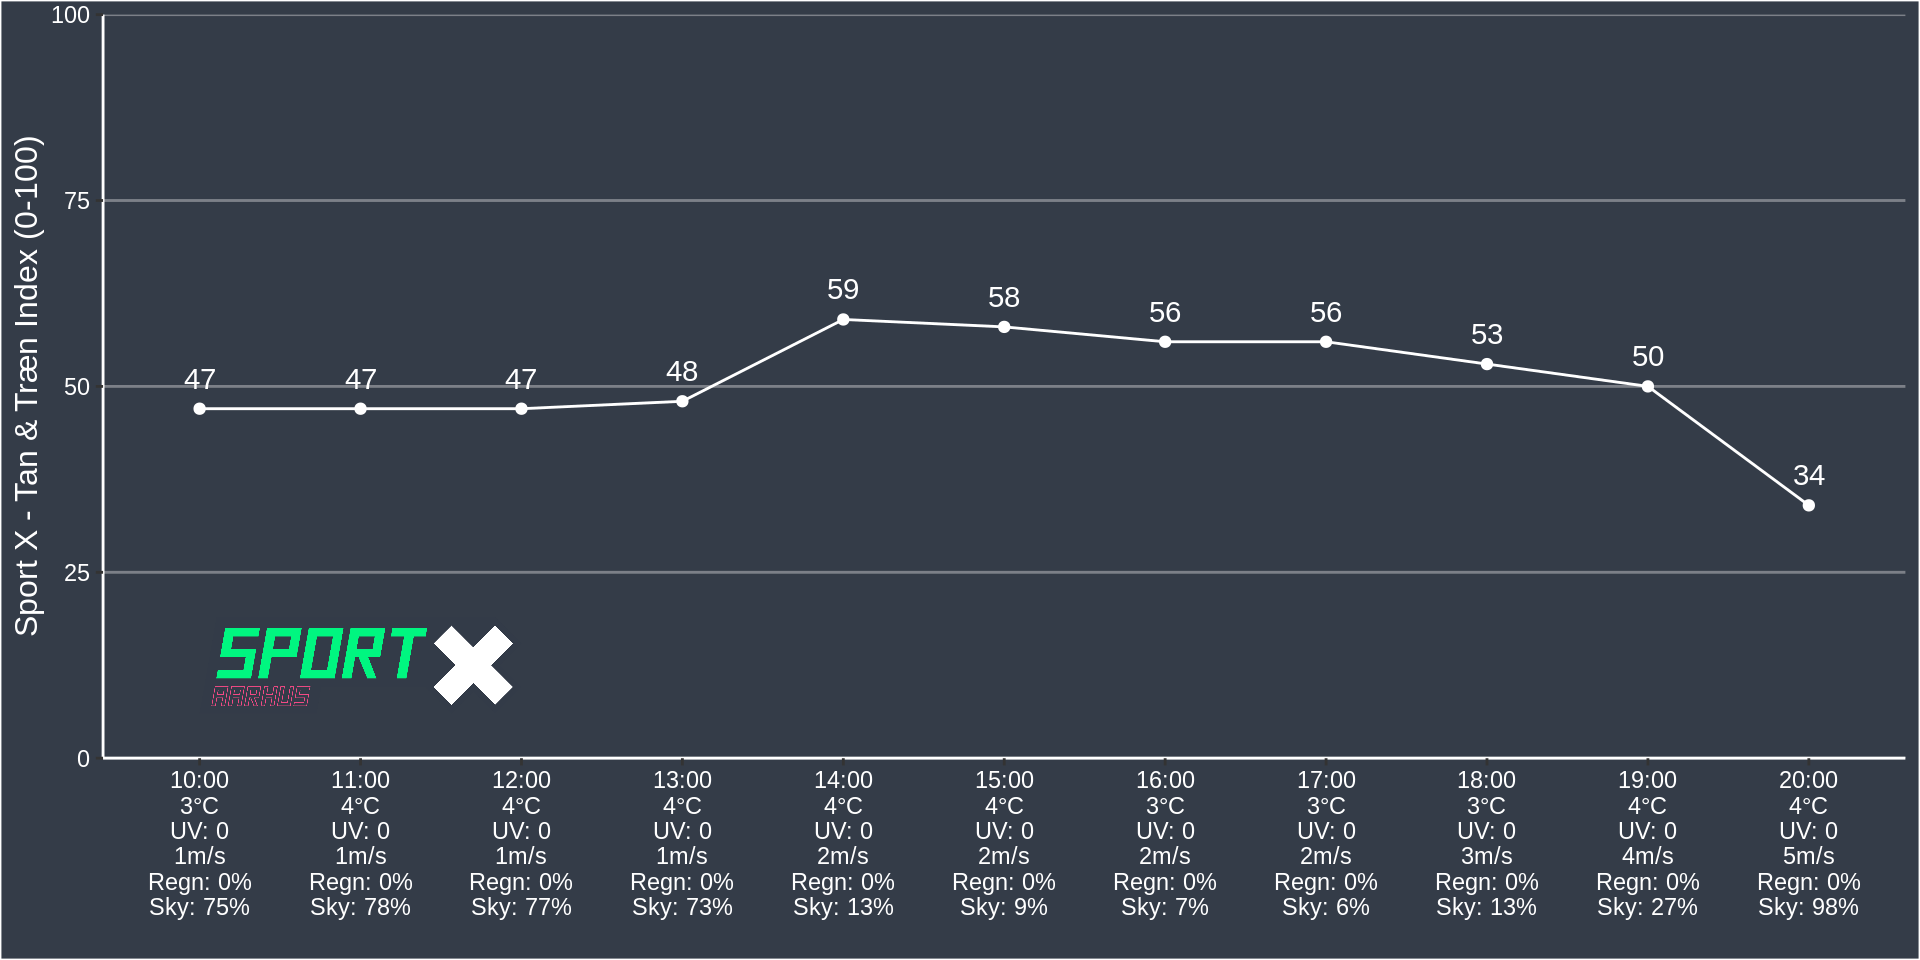 Sport X - Tan & Træn Index (0-100)
100
75
50
25
0
47
47
47
48
59
58
56
56
53
50
34
SPORT X
AARHUS
10:00 11:00 12:00 13:00 14:00 15:00 16:00 17:00 18:00 19:00 20:00
3°C 4°C 4°C 4°C 4°C 4°C 3°C 3°C 3°C 4°C 4°C
UV: 0 UV: 0 UV: 0 UV: 0 UV: 0 UV: 0 UV: 0 UV: 0 UV: 0 UV: 0 UV: 0
1m/s 1m/s 1m/s 1m/s 2m/s 2m/s 2m/s 2m/s 3m/s 4m/s 5m/s
Regn: 0% Regn: 0% Regn: 0% Regn: 0% Regn: 0% Regn: 0% Regn: 0% Regn: 0% Regn: 0% Regn: 0% Regn: 0%
Sky: 75% Sky: 78% Sky: 77% Sky: 73% Sky: 13% Sky: 9% Sky: 7% Sky: 6% Sky: 13% Sky: 27% Sky: 98%